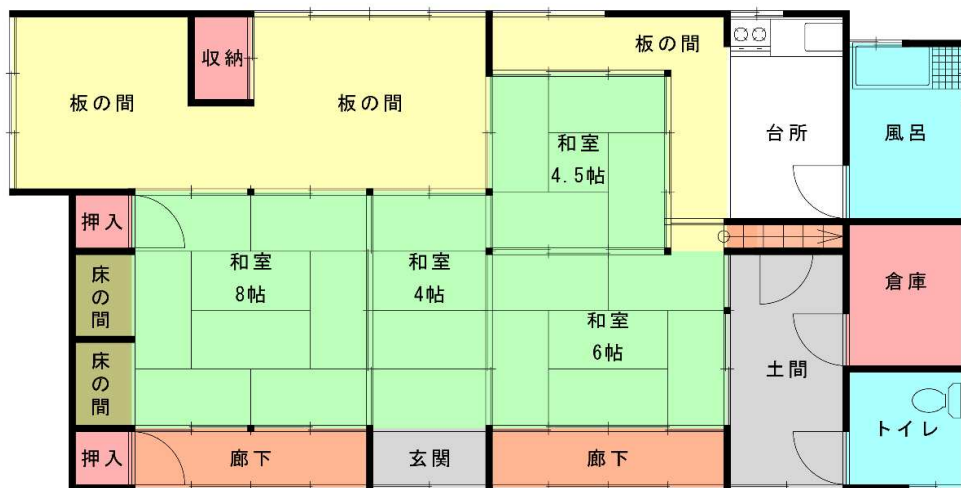 収納
板の間
板の間
板の間
台所
風呂
和室
4.5帖
押入
床の間
床の間
和室
8帖
和室
4帖
和室
6帖
倉庫
土間
トイレ
押入
廊下
玄関
廊下